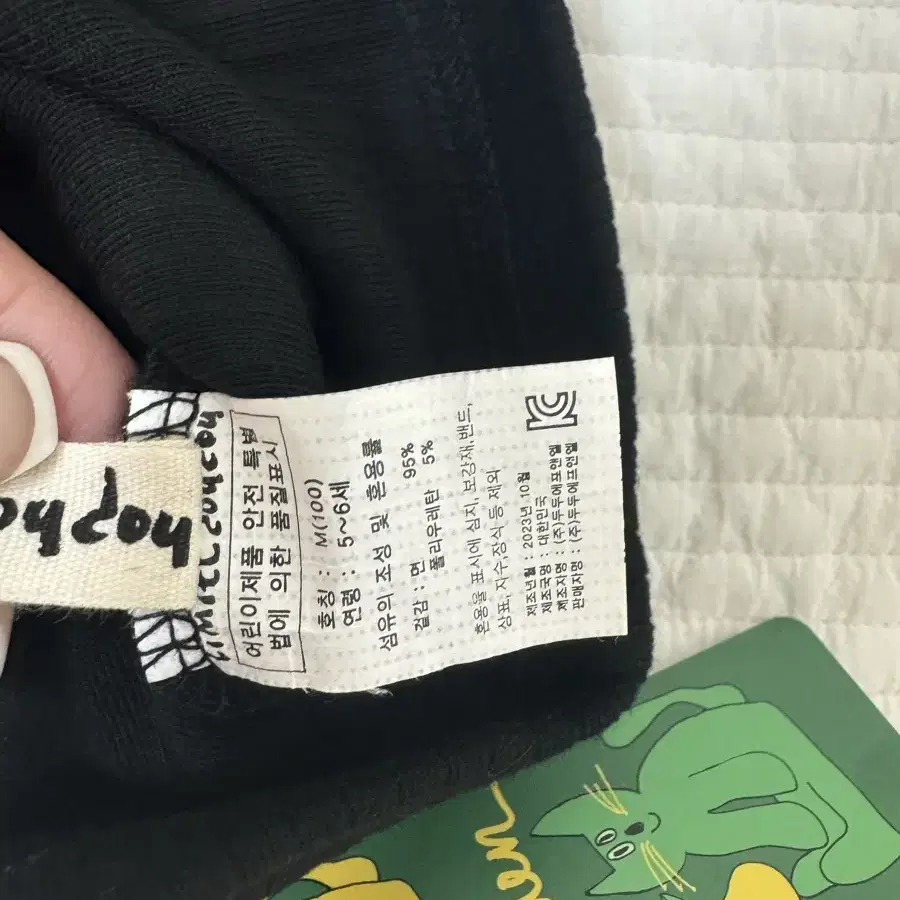 어린이제품 안전 특별
법에 의한 품질표시
호칭 : M(100)
연령 : 5~6세
섬유의 조성 및 혼용률
겉감 : 면 95%
폴리우레탄 5%
혼용율 표시에 심지,보강재,밴드,
상표,자수,장식 등 제외
제조년월 : 2023년 10월
제조국명 : 대한민국
제조자명 : (주)두두에프앤엘
판매자명 : (주)두두에프앤엘